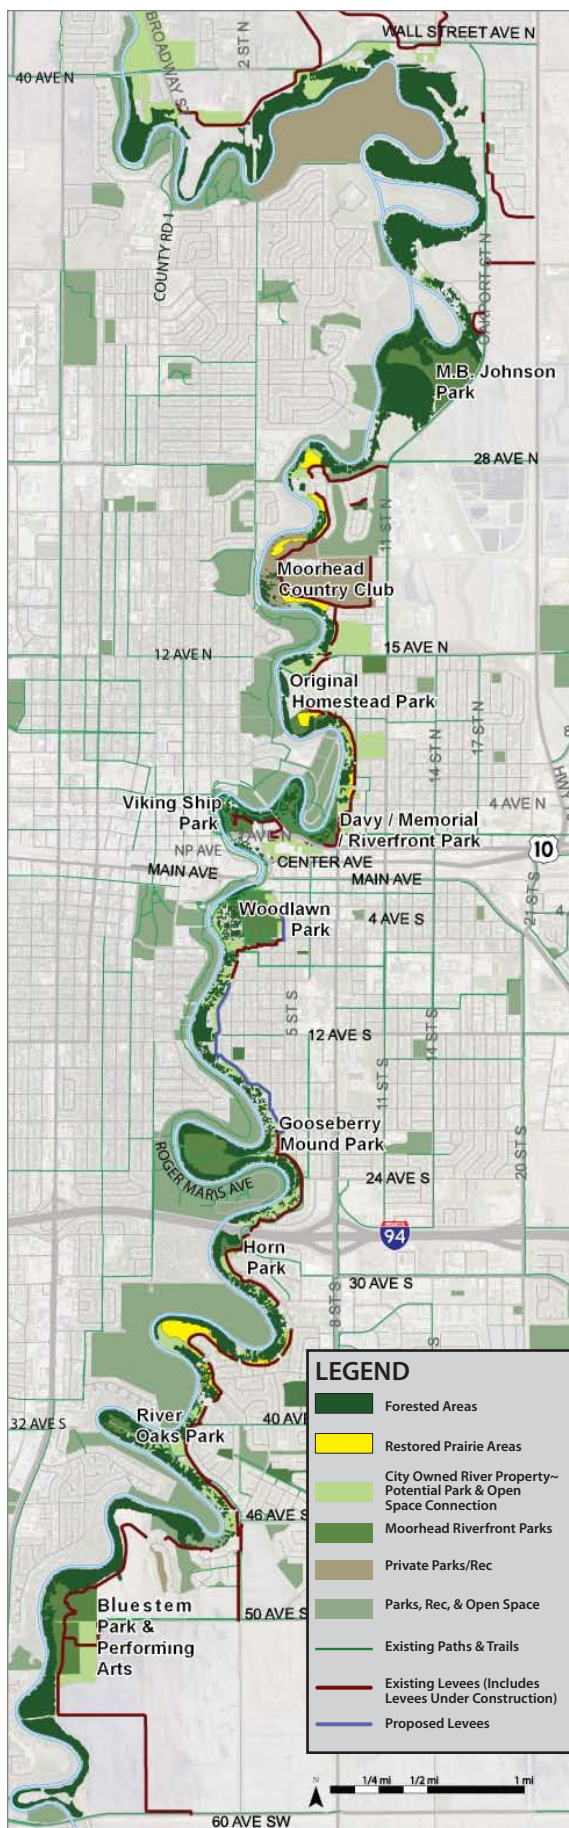 WALL STREET AVE N
BROADWAY ST
2 ST N
40 AVE N
COUNTY RD 1
OAKPORT ST N
M.B. Johnson
Park
28 AVE N
11 ST N
Moorhead
Country Club
12 AVE N
15 AVE N
Original
Homestead Park
14 ST N
17 ST N
HWY
8
Viking Ship
Park
4 AVE N
Davy / Memorial
/ Riverfront Park
NP AVE
MAIN AVE
CENTER AVE
10
MAIN AVE
21 ST S
Woodlawn
Park
4 AVE S
4
5 ST S
12 AVE S
14 ST S
11 ST S
Gooseberry
Mound Park
ROGER MARIS AVE
24 AVE S
20 ST S
94
Horn
Park
30 AVE S
8 ST S
S
32 AVE S
River
Oaks Park
40 AVE
46 AVE S
Bluestem
Park &
Performing
Arts
50 AVE S
LEGEND
Forested Areas
Restored Prairie Areas
City Owned River Property~
Potential Park & Open
Space Connection
Moorhead Riverfront Parks
Private Parks/Rec
Parks, Rec, & Open Space
Existing Paths & Trails
Existing Levees (Includes
Levees Under Construction)
Proposed Levees
N
1/4 mi
1/2 mi
1 mi
60 AVE SW